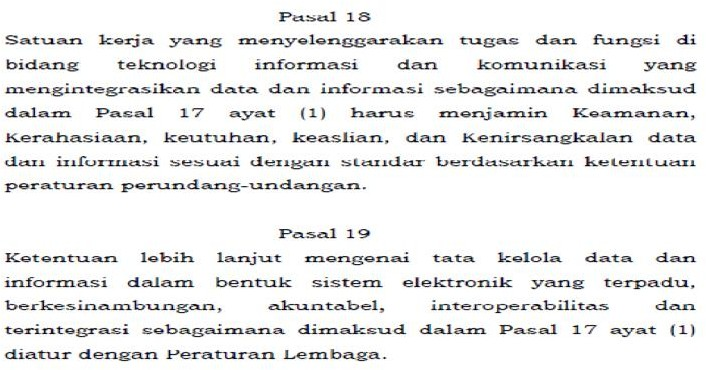 Pasal 18
Satuan kerja yang menyelenggarakan tugas dan fungsi di
bidang teknologi informasi dan komunikasi yang
mengintegrasikan data dan informasi sebagaimana dimaksud
dalam Pasal 17 ayat (1) harus menjamin Keamanan,
Kerahasiaan, keutuhan, keaslian, dan Kenirsangkalan data
dan informasi sesuai dengan standar berdasarkan ketentuan
peraturan perundang-undangan.
Pasal 19
Ketentuan lebih lanjut mengenai tata kelola data dan
informasi dalam bentuk sistem elektronik yang terpadu,
berkesinambungan, akuntabel, interoperabilitas dan
terintegrasi sebagaimana dimaksud dalam Pasal 17 ayat (1)
diatur dengan Peraturan Lembaga.